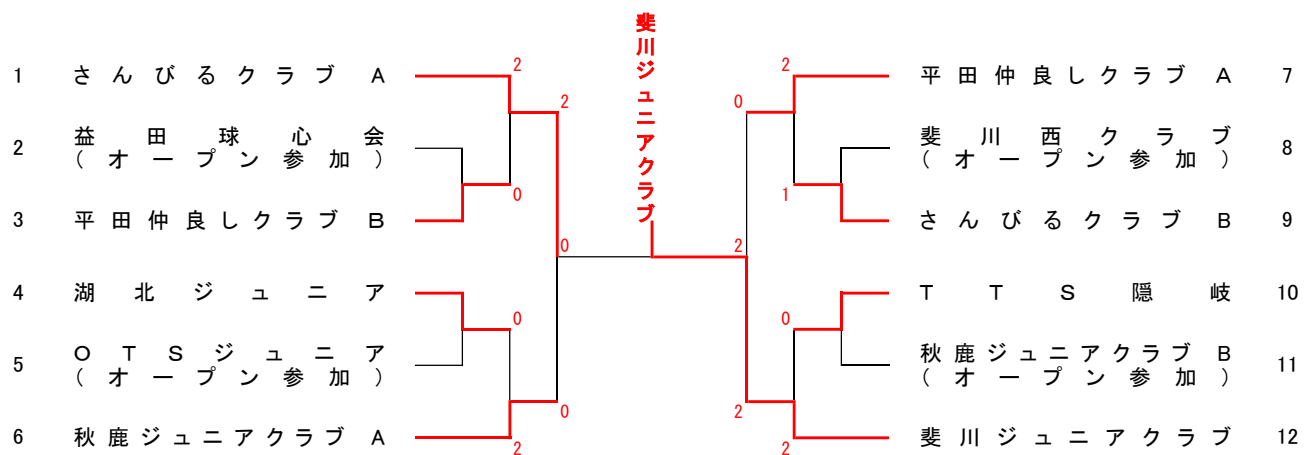 斐川ジュニアクラブ
1 さんびるクラブ A
2 益田球心会
(オープン参加)
3 平田仲良しクラブ B
4 湖北ジュニア
5 OTSジュニア
(オープン参加)
6 秋鹿ジュニアクラブ A
2
2
0
0
0
0
2
2
0
1
2
0
2
2
平田仲良しクラブ A 7
斐川西クラブ 8
(オープン参加)
さんびるクラブ B 9
TTS隠岐 10
秋鹿ジュニアクラブ B 11
(オープン参加)
斐川ジュニアクラブ 12